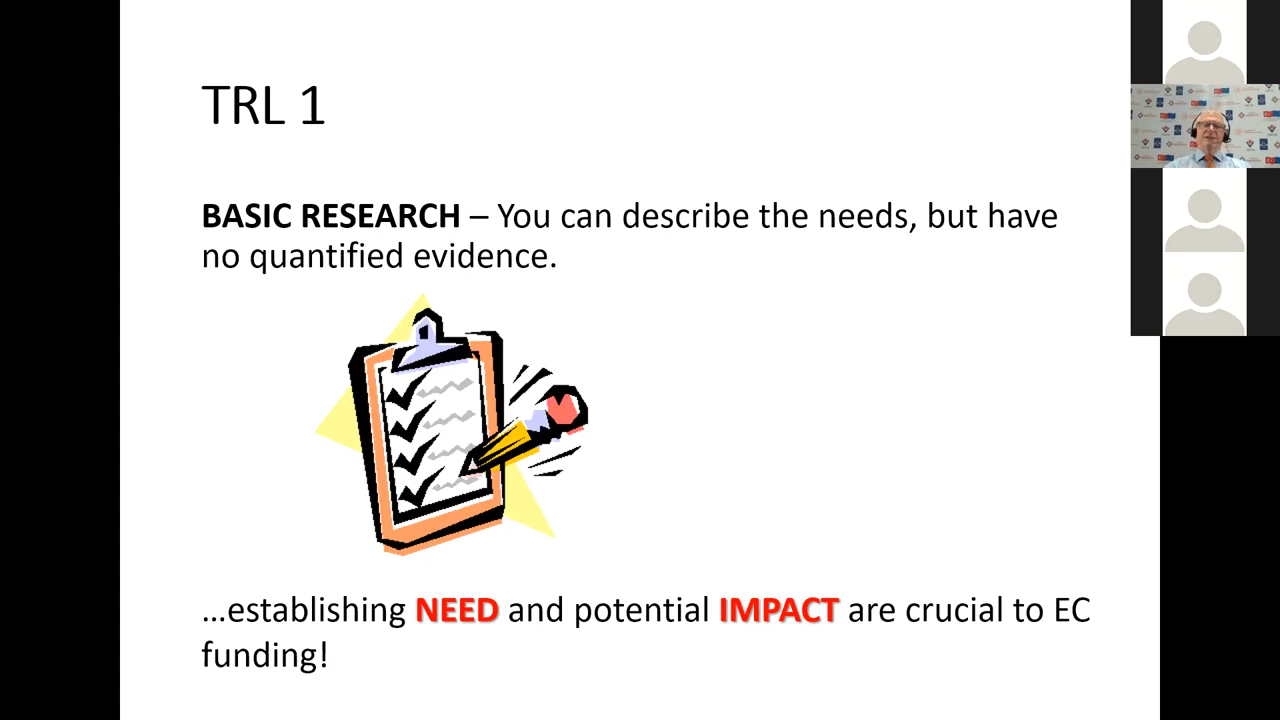 TRL 1
BASIC RESEARCH – You can describe the needs, but have
no quantified evidence.
…establishing NEED and potential IMPACT are crucial to EC
funding!